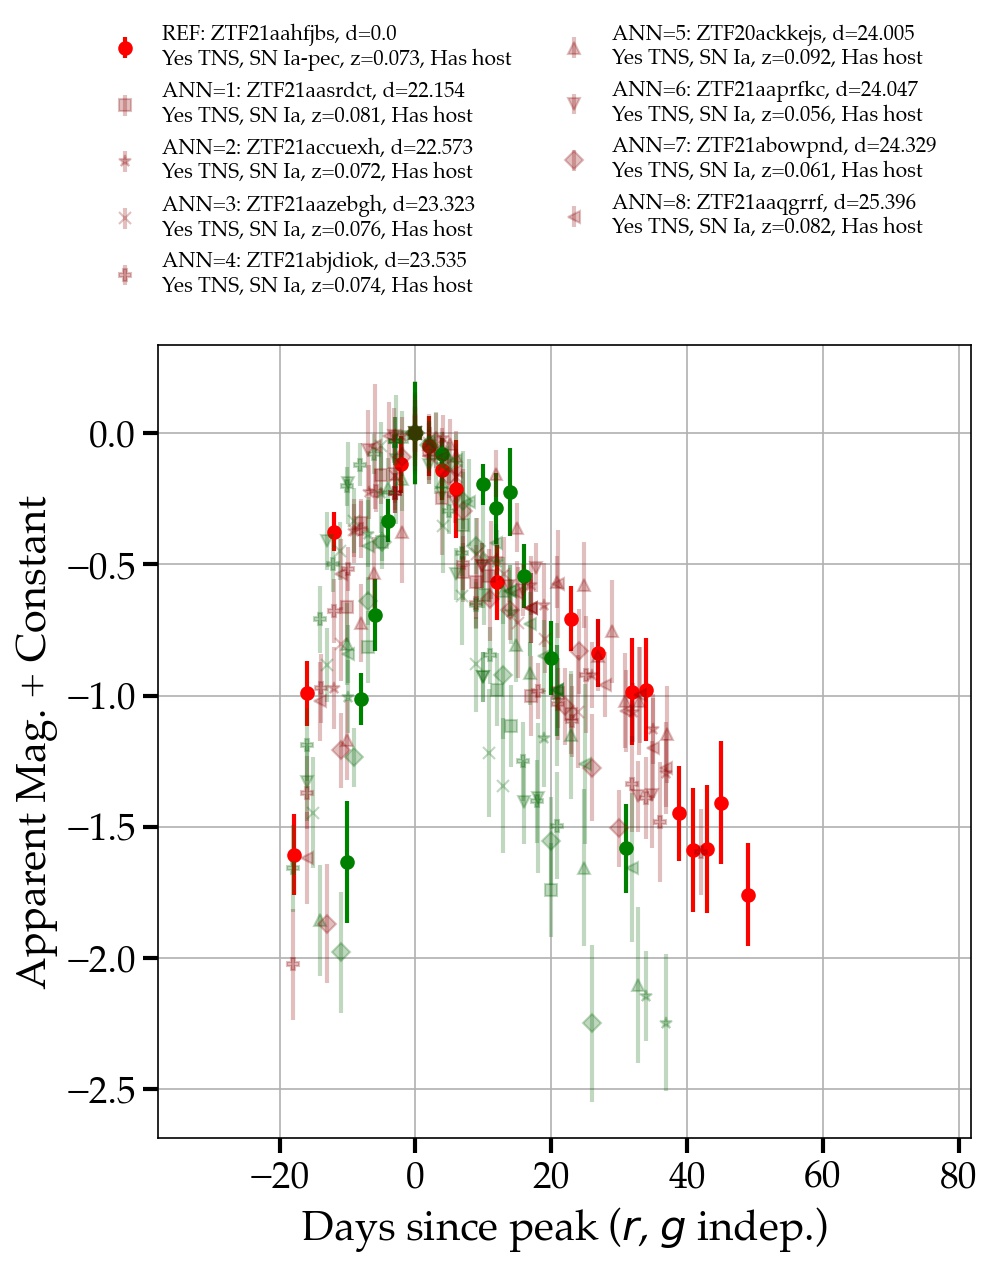 REF: ZTF21aahfjbs, d=0.0
Yes TNS, SN Ia-pec, z=0.073, Has host
ANN=1: ZTF21aasrdct, d=22.154
Yes TNS, SN Ia, z=0.081, Has host
ANN=2: ZTF21accuexh, d=22.573
Yes TNS, SN Ia, z=0.072, Has host
ANN=3: ZTF21aazebgh, d=23.323
Yes TNS, SN Ia, z=0.076, Has host
ANN=4: ZTF21abjdiok, d=23.535
Yes TNS, SN Ia, z=0.074, Has host
ANN=5: ZTF20ackkejs, d=24.005
Yes TNS, SN Ia, z=0.092, Has host
ANN=6: ZTF21aaprfkc, d=24.047
Yes TNS, SN Ia, z=0.056, Has host
ANN=7: ZTF21abowpnd, d=24.329
Yes TNS, SN Ia, z=0.061, Has host
ANN=8: ZTF21aaqgrrf, d=25.396
Yes TNS, SN Ia, z=0.082, Has host
Apparent Mag. + Constant
0.0
−0.5
−1.0
−1.5
−2.0
−2.5
−20 0 20 40 60 80
Days since peak (r, g indep.)